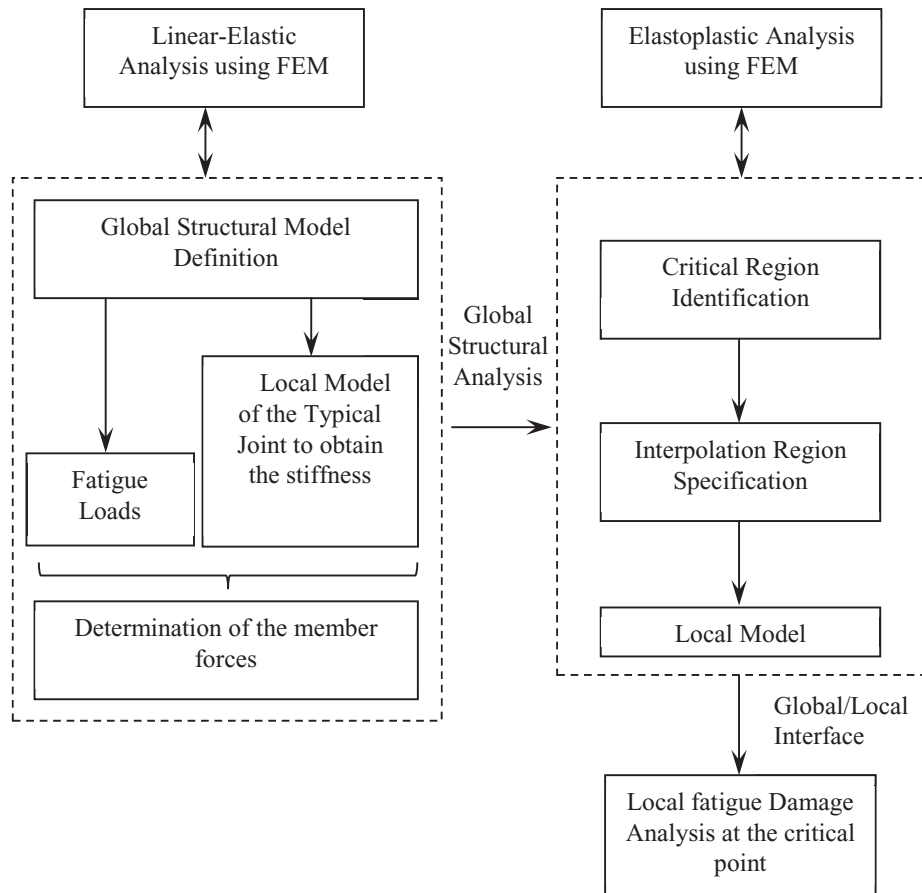 Linear-Elastic
Analysis using FEM
Global Structural Model
Definition
Local Model
of the Typical
Joint to obtain
the stiffness
Fatigue
Loads
Determination of the member
forces
Global
Structural
Analysis
Elastoplastic Analysis
using FEM
Critical Region
Identification
Interpolation Region
Specification
Local Model
Global/Local
Interface
Local fatigue Damage
Analysis at the critical
point